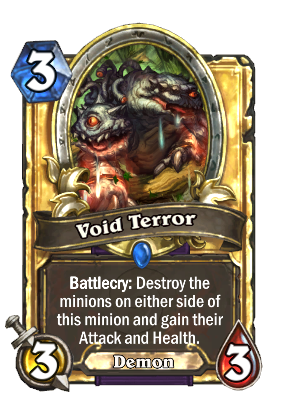 3
Void Terror
Battlecry: Destroy the
minions on either side of
this minion and gain their
Attack and Health.
3
Demon
3